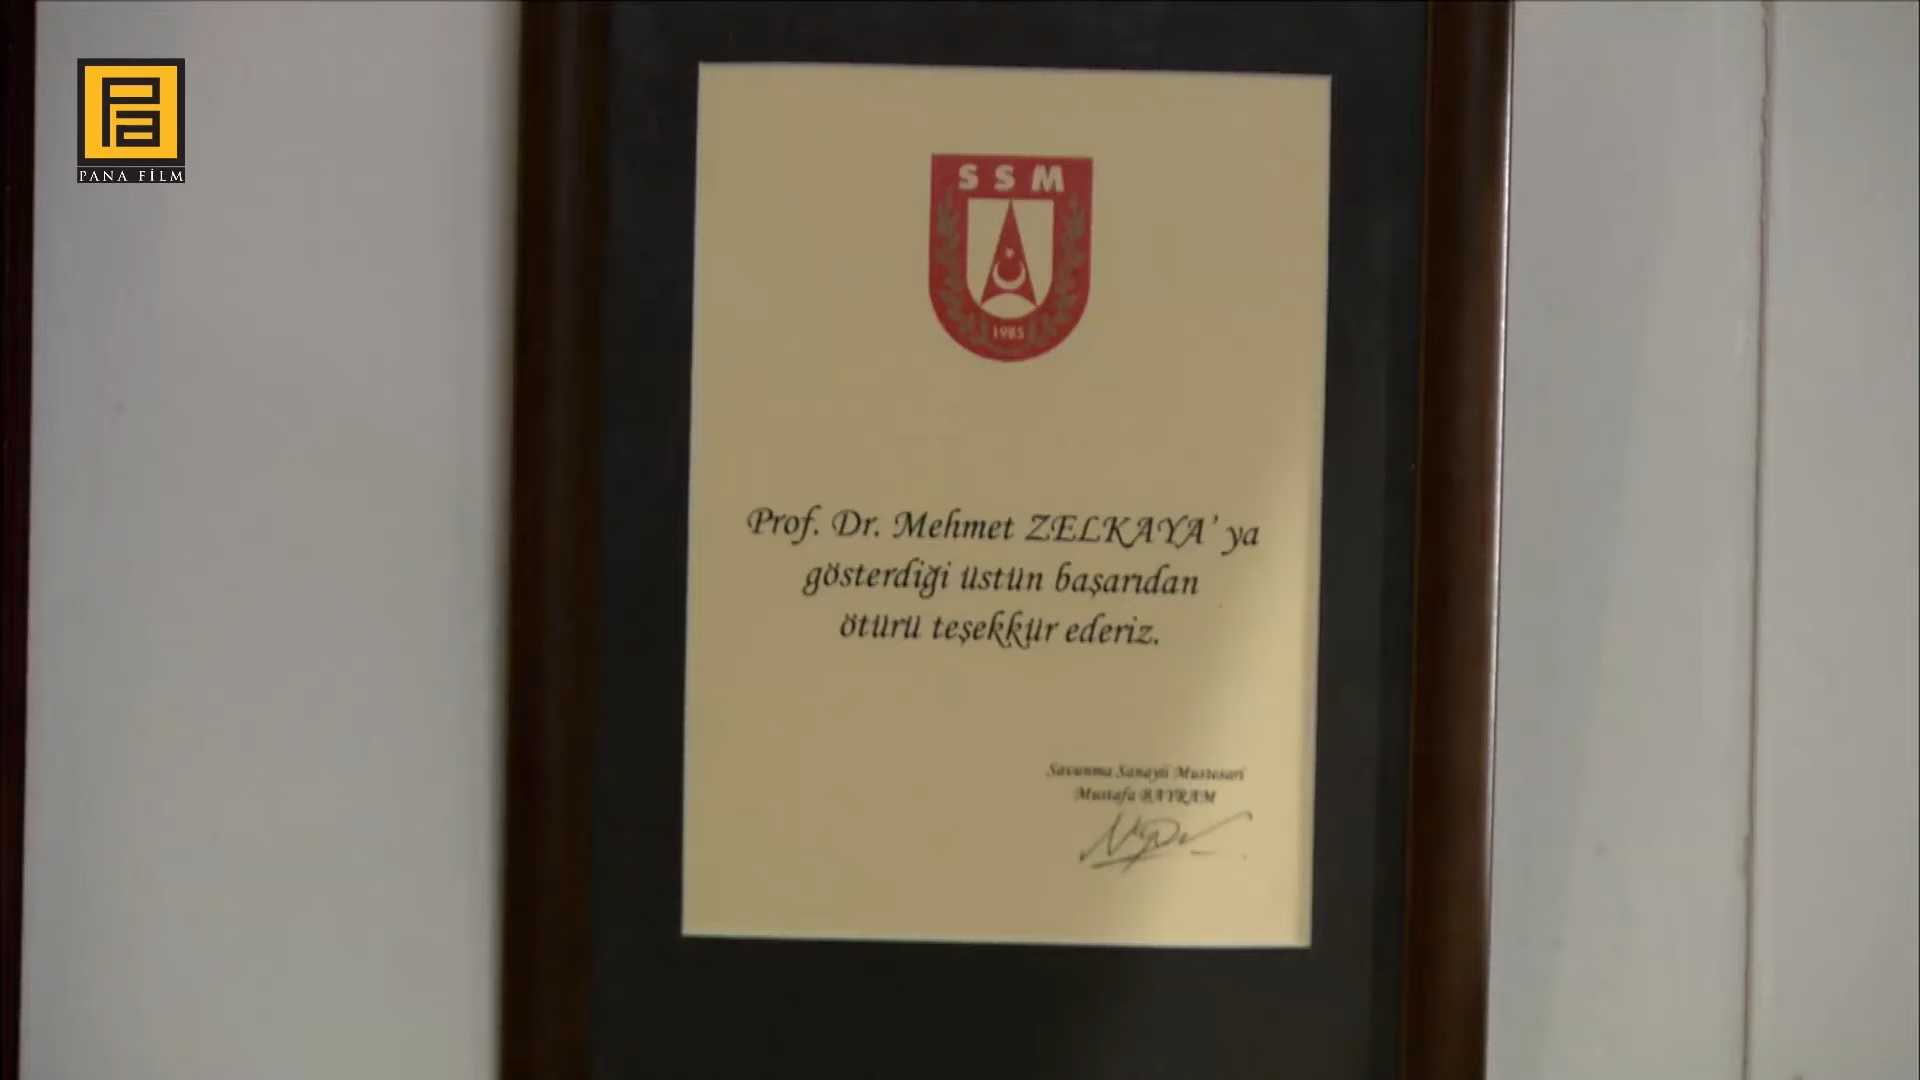 PANA FİLM
SSM
1985
Prof. Dr. Mehmet ZELKAYA' ya
gösterdiği üstün başarıdan
ötürü teşekkür ederiz.
Savunma Sanayii Mustesari
Mustafa BAYRAM